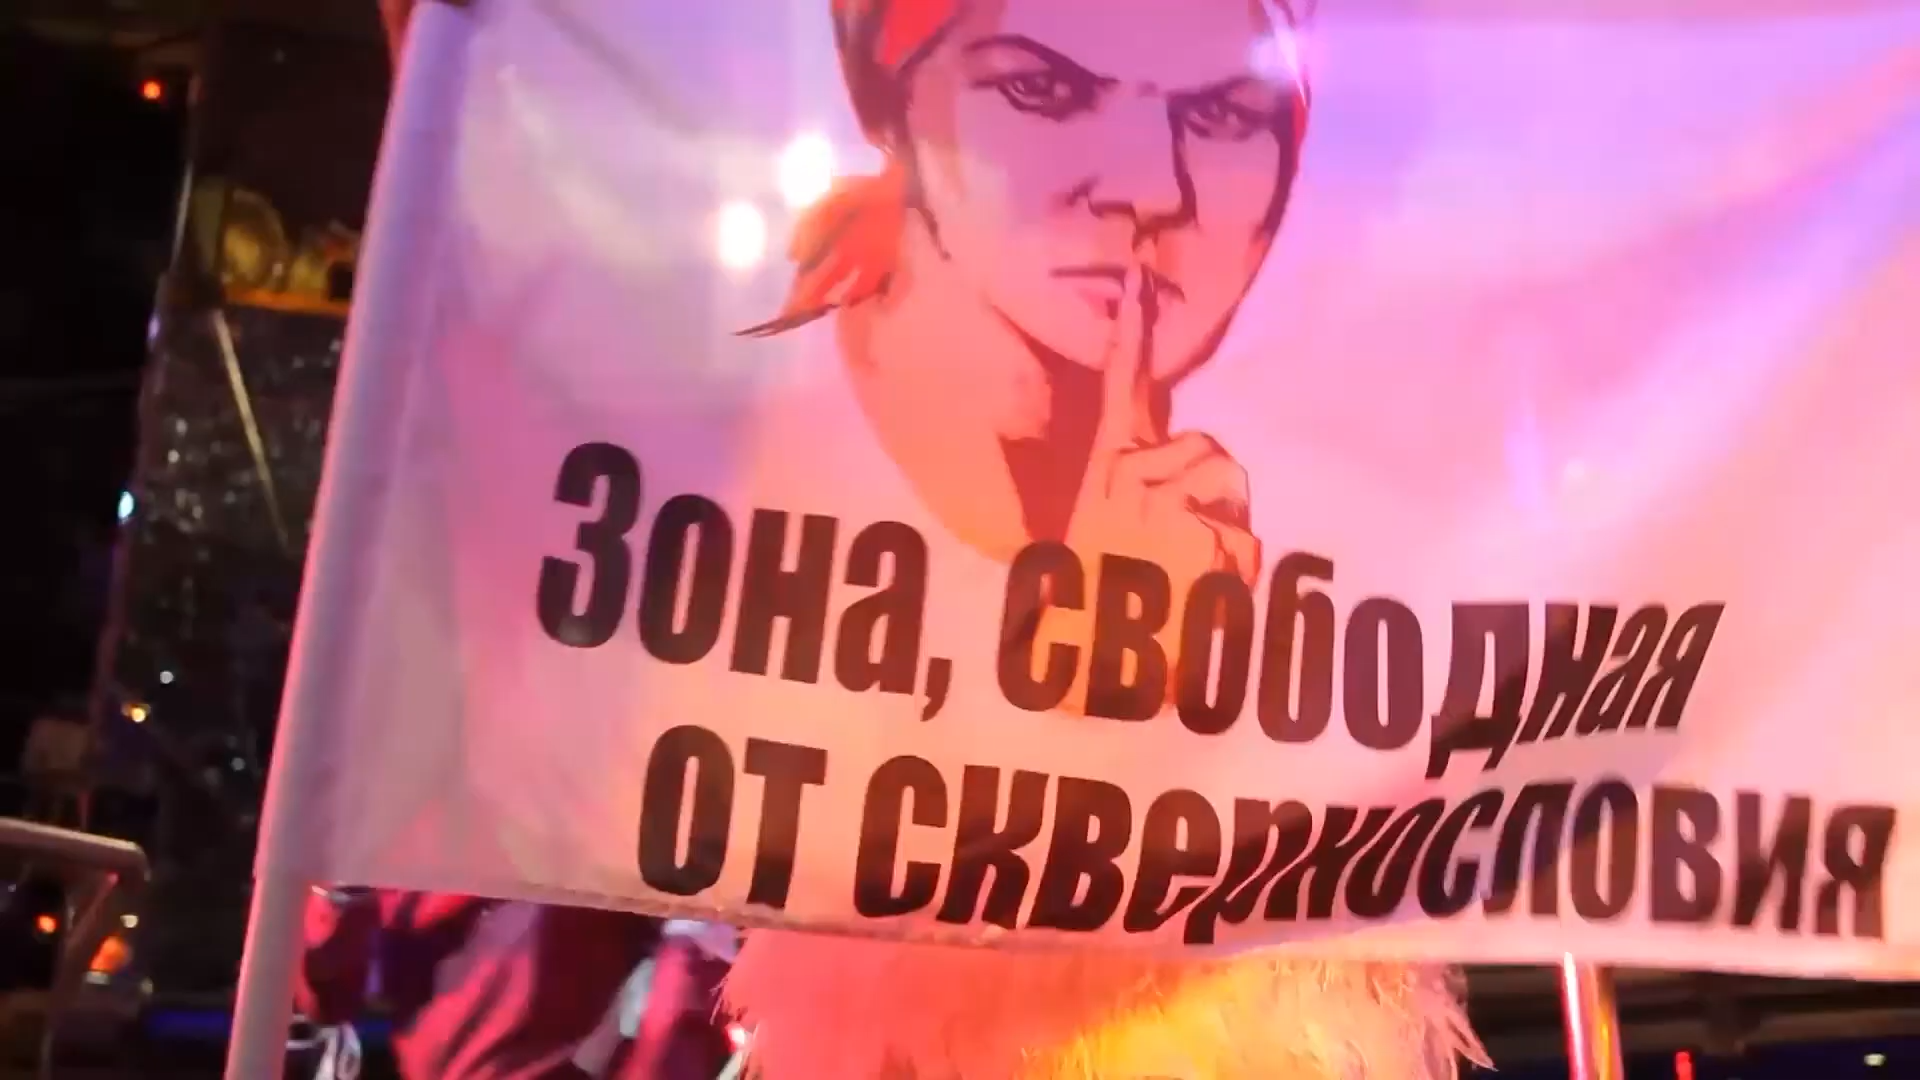 Зона, свободная
от сквернословия